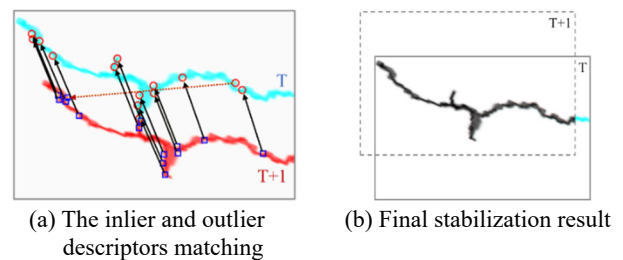 T
T+1
(a) The inlier and outlier
descriptors matching
T+1
T
(b) Final stabilization result